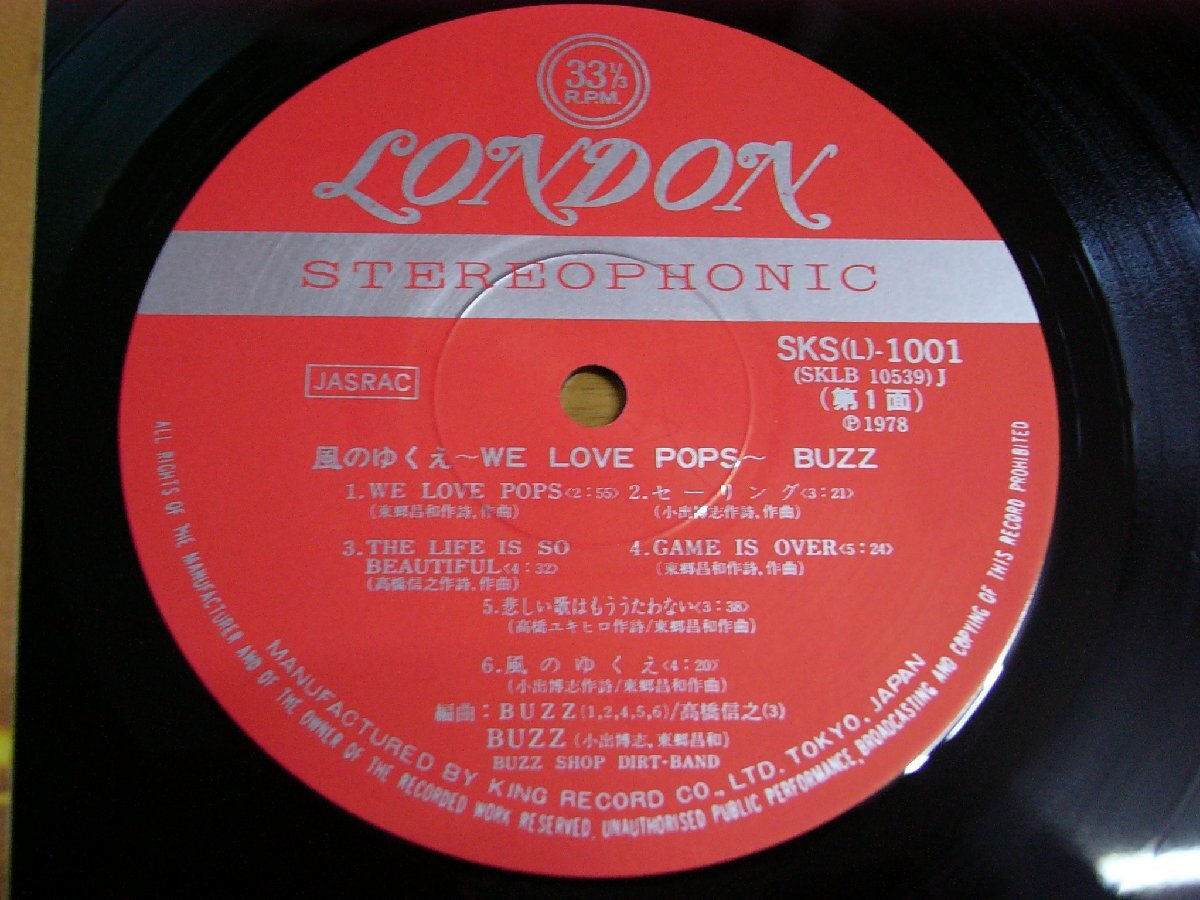 33 1/3
R.P.M.
LONDON
STEREOPHONIC
SKS(L)-1001
(SKLB 10539)J
JASRAC
(第1面)
℗1978
風のゆくえ~WE LOVE POPS~ BUZZ
1.WE LOVE POPS<2:55> 2.セーリング<3:21>
(東郷昌和作詩、作曲) (小出博志作詩、作曲)
3.THE LIFE IS SO 4.GAME IS OVER<5:24>
BEAUTIFUL<4:32> (東郷昌和作詩、作曲)
(高橋信之作詩、作曲)
5.悲しい歌はもううたわない<3:38>
(高橋ユキヒロ作詩/東郷昌和作曲)
6.風のゆくえ<4:20>
(小出博志作詩/東郷昌和作曲)
編曲:BUZZ(1,2,4,5,6)/高橋信之(3)
BUZZ(小出博志、東郷昌和)
BUZZ SHOP DIRT・BAND
MANUFACTURED BY KING RECORD CO., LTD. TOKYO, JAPAN
ALL RIGHTS OF THE MANUFACTURER AND OF THE OWNER OF THE RECORDED WORK RESERVED. UNAUTHORISED PUBLIC PERFORMANCE, BROADCASTING AND COPYING OF THIS RECORD PROHIBITED